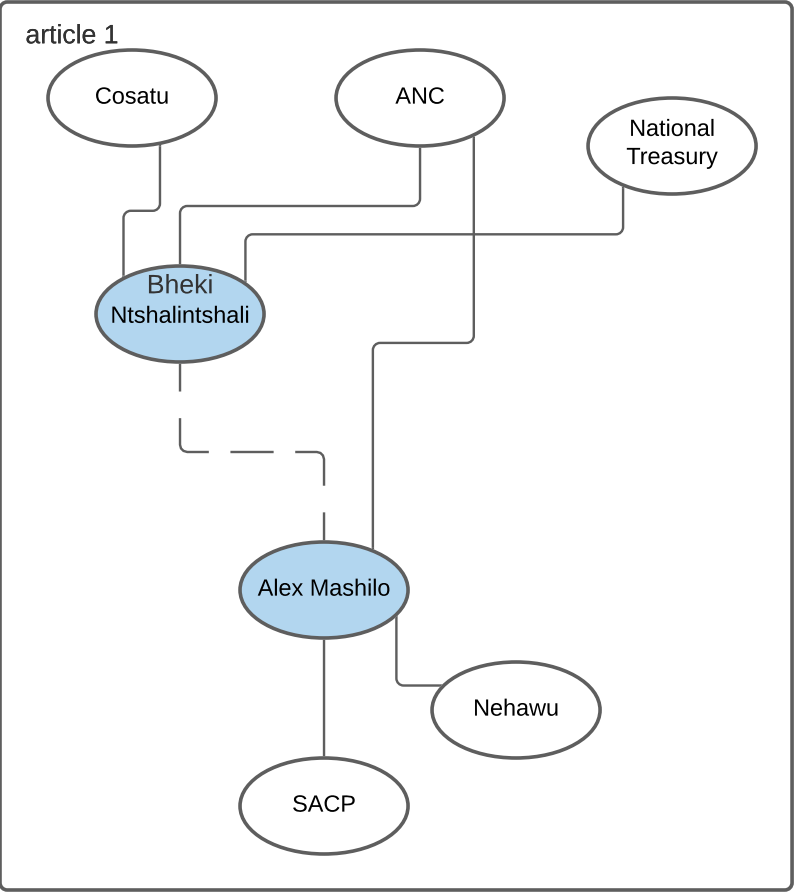 article 1
Cosatu
ANC
National
Treasury
Bheki
Ntshalintshali
Alex Mashilo
Nehawu
SACP